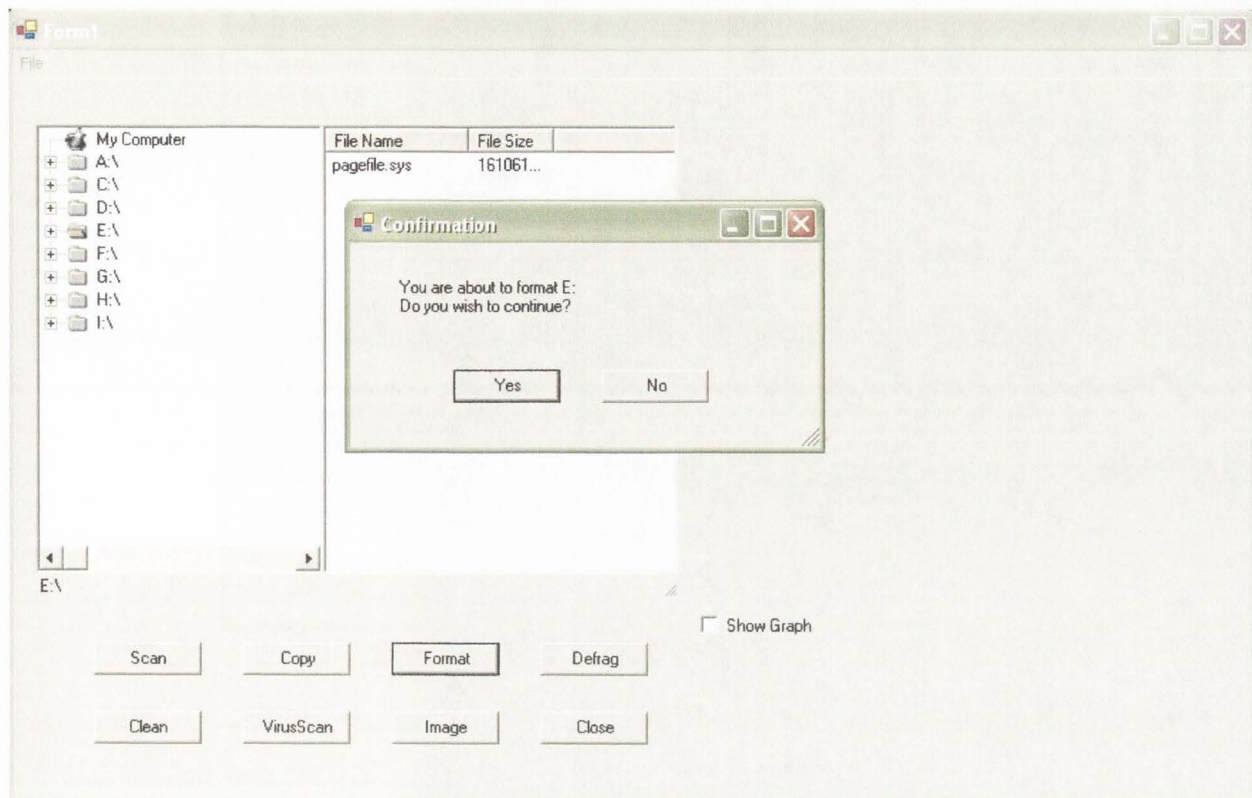 Form1
File
My Computer
A:\
C:\
D:\
E:\
F:\
G:\
H:\
I:\
File Name File Size
pagefile.sys 161061...
Confirmation
You are about to format E:
Do you wish to continue?
Yes No
E:\
Show Graph
Scan Copy Format Defrag
Clean VirusScan Image Close